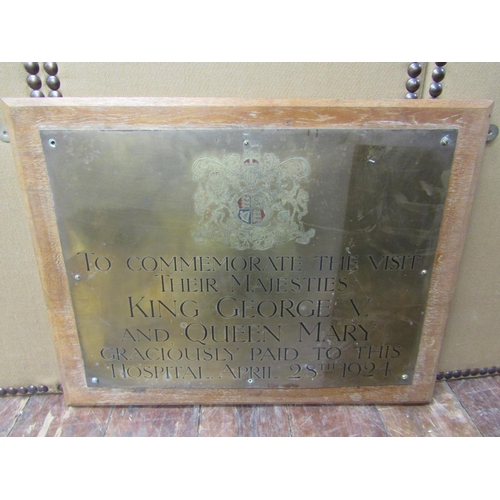 To commemorate the visit
Their Majesties
King George V.
and Queen Mary
graciously paid to this
Hospital, April 28th 1924